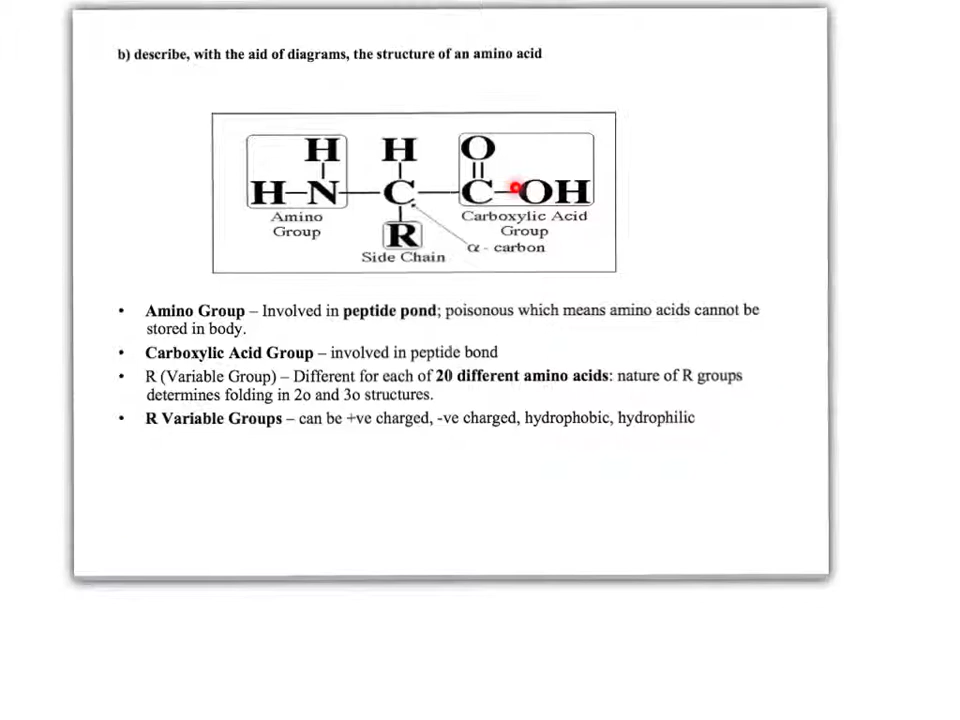 b) describe, with the aid of diagrams, the structure of an amino acid
H H O
H–N C C–OH
Amino
Group
R
Side Chain
Carboxylic Acid
Group
α - carbon
• Amino Group – Involved in peptide pond; poisonous which means amino acids cannot be
stored in body.
• Carboxylic Acid Group – involved in peptide bond
• R (Variable Group) – Different for each of 20 different amino acids: nature of R groups
determines folding in 2o and 3o structures.
• R Variable Groups – can be +ve charged, -ve charged, hydrophobic, hydrophilic